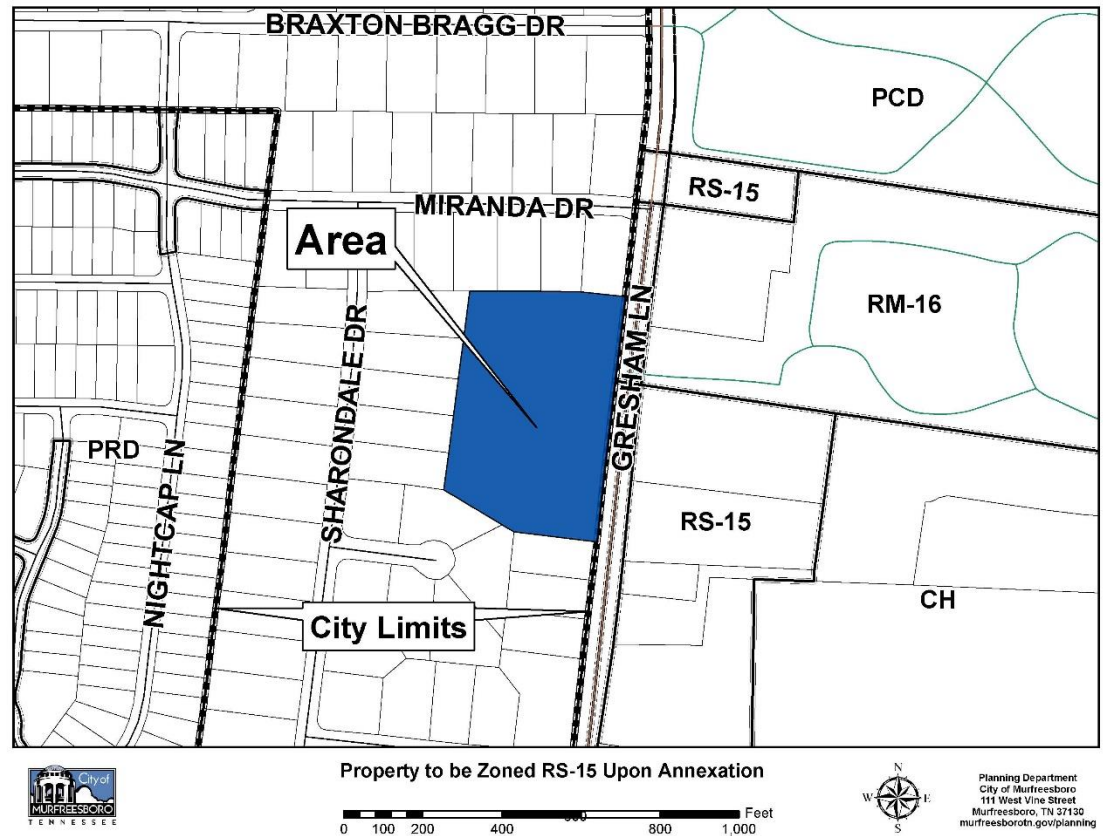 BRAXTON BRAGG DR
PCD
RS-15
MIRANDA DR
Area
RM-16
GRESHAM LN
SHARONDALE DR
PRD
NIGHTCAP LN
RS-15
CH
City Limits
City of
MURFREESBORO
TENNESSEE
Property to be Zoned RS-15 Upon Annexation
Feet
0 100 200 400 600 800 1,000
N
W E
S
Planning Department
City of Murfreesboro
111 West Vine Street
Murfreesboro, TN 37130
murfreesborotn.gov/planning